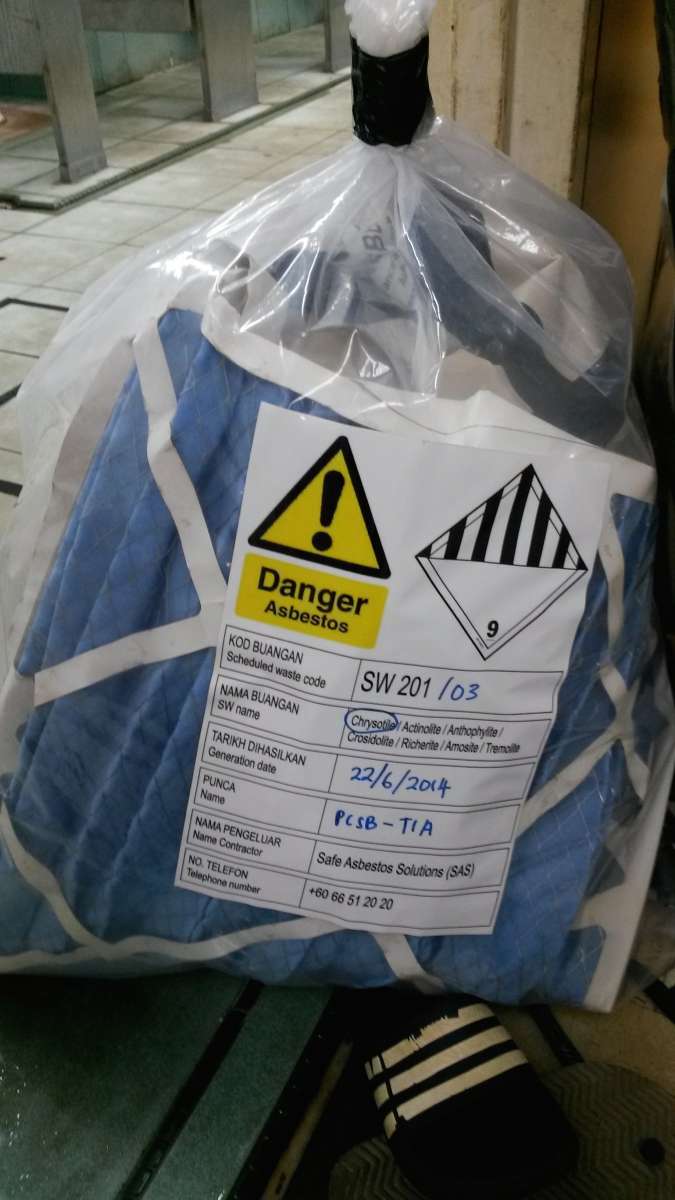 Danger
Asbestos
9
KOD BUANGAN
Scheduled waste code
SW 201 /03
NAMA BUANGAN
SW name
Chrysotile / Actinolite / Anthophylite /
Crosidolite / Richerite / Amosite / Tremolite
TARIKH DIHASILKAN
Generation date
22/6/2014
PUNCA
Name
PCSB - TIA
NAMA PENGELUAR
Name Contractor
Safe Asbestos Solutions (SAS)
NO. TELEFON
Telephone number
+60 66 51 20 20